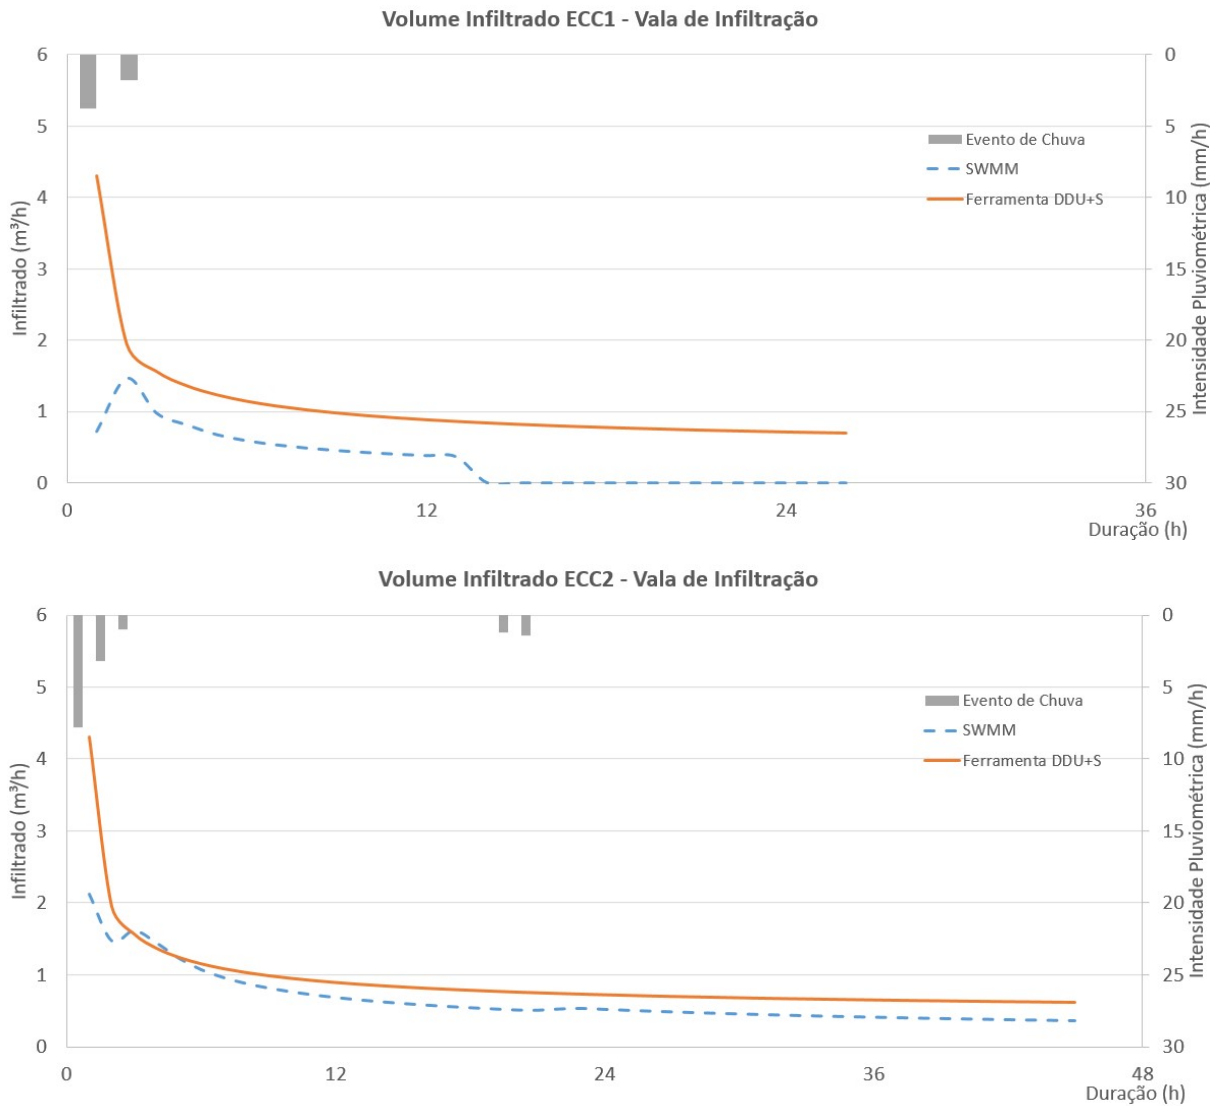 Volume Infiltrado ECC1 - Vala de Infiltração
6
5
4
3
2
1
0
Infiltrado (m³/h)
0
5
10
15
20
25
30
Intensidade Pluviométrica (mm/h)
Evento de Chuva
SWMM
Ferramenta DDU+S
0
12
24
36
Duração (h)
Volume Infiltrado ECC2 - Vala de Infiltração
6
5
4
3
2
1
0
Infiltrado (m³/h)
0
5
10
15
20
25
30
Intensidade Pluviométrica (mm/h)
Evento de Chuva
SWMM
Ferramenta DDU+S
0
12
24
36
48
Duração (h)